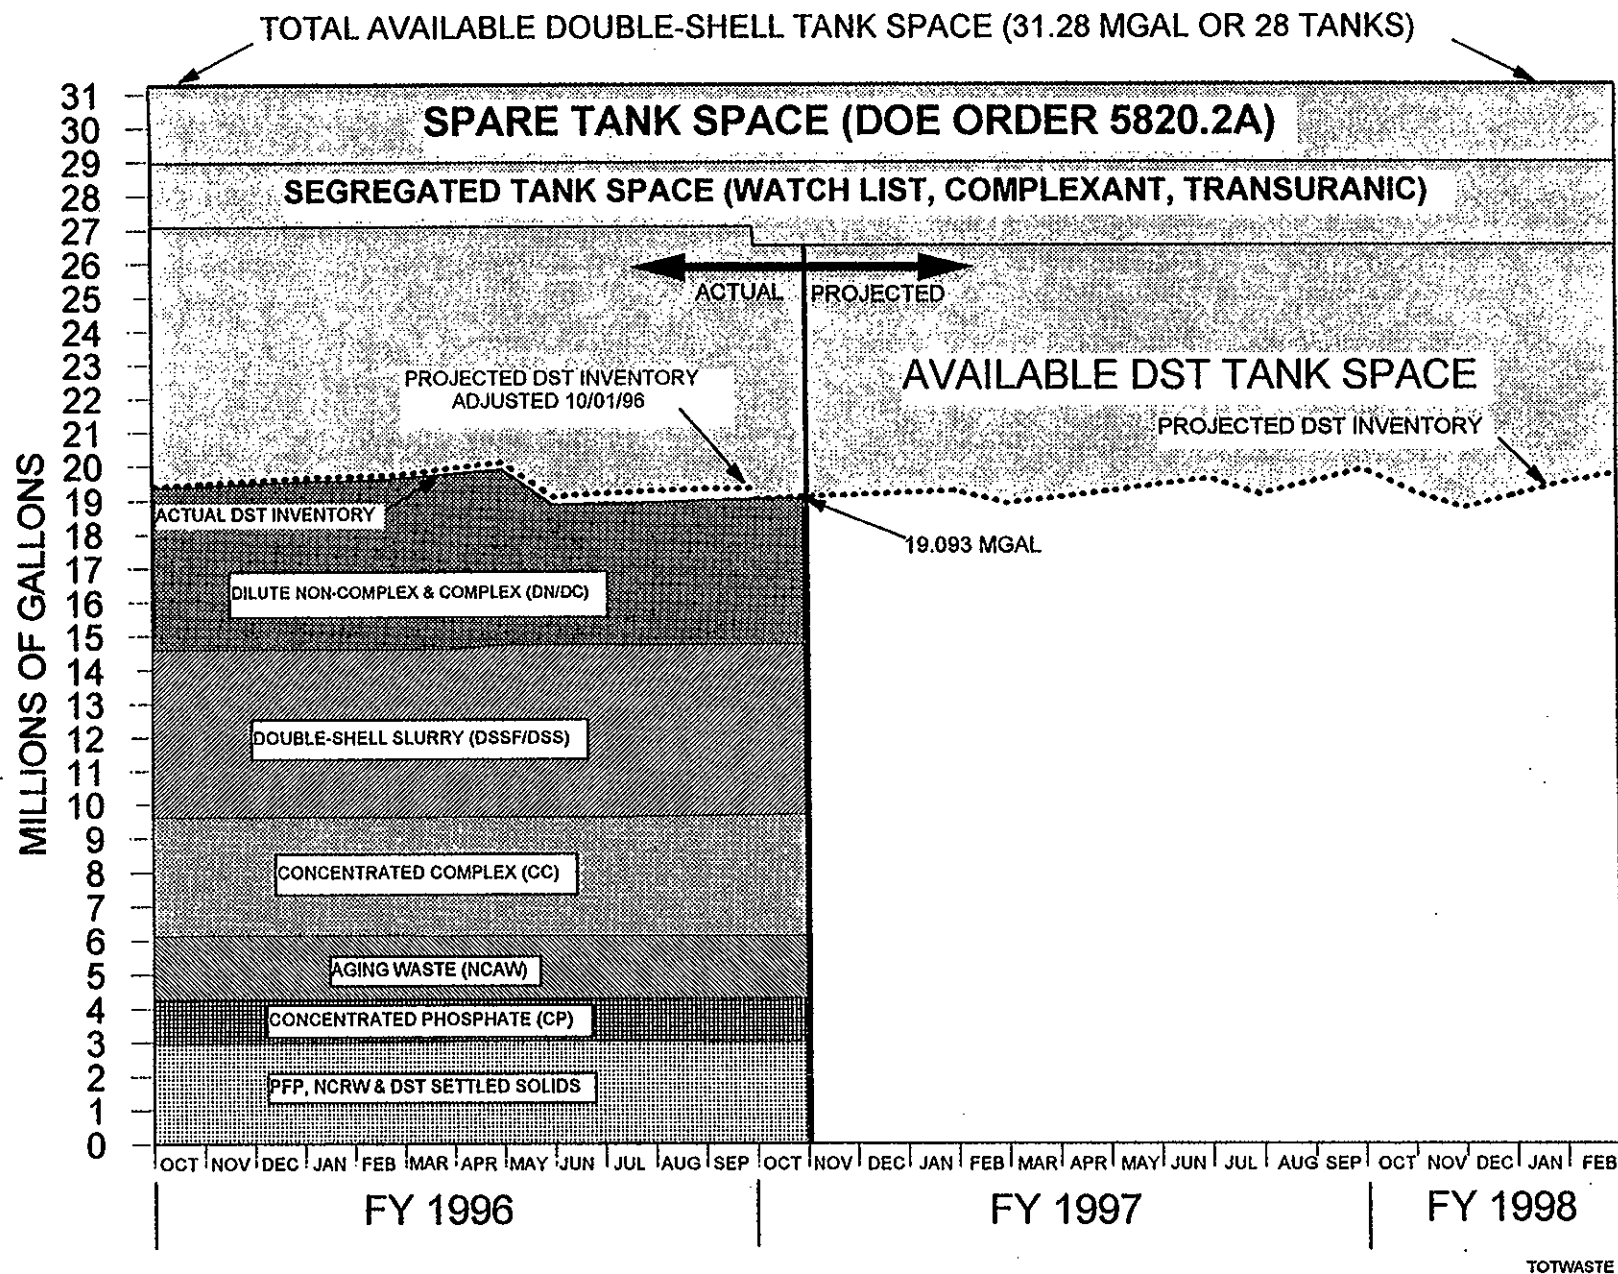 TOTAL AVAILABLE DOUBLE-SHELL TANK SPACE (31.28 MGAL OR 28 TANKS)
31
30
29
28
27
26
25
24
23
22
21
20
19
18
17
16
15
14
13
12
11
10
9
8
7
6
5
4
3
2
1
0
MILLIONS OF GALLONS
SPARE TANK SPACE (DOE ORDER 5820.2A)
SEGREGATED TANK SPACE (WATCH LIST, COMPLEXANT, TRANSURANIC)
ACTUAL PROJECTED
AVAILABLE DST TANK SPACE
PROJECTED DST INVENTORY
ADJUSTED 10/01/96
PROJECTED DST INVENTORY
ACTUAL DST INVENTORY
19.093 MGAL
DILUTE NON-COMPLEX & COMPLEX (DN/DC)
DOUBLE-SHELL SLURRY (DSSF/DSS)
CONCENTRATED COMPLEX (CC)
AGING WASTE (NCAW)
CONCENTRATED PHOSPHATE (CP)
PFP, NCRW & DST SETTLED SOLIDS
OCT NOV DEC JAN FEB MAR APR MAY JUN JUL AUG SEP OCT NOV DEC JAN FEB MAR APR MAY JUN JUL AUG SEP OCT NOV DEC JAN FEB
FY 1996 FY 1997 FY 1998
TOTWASTE